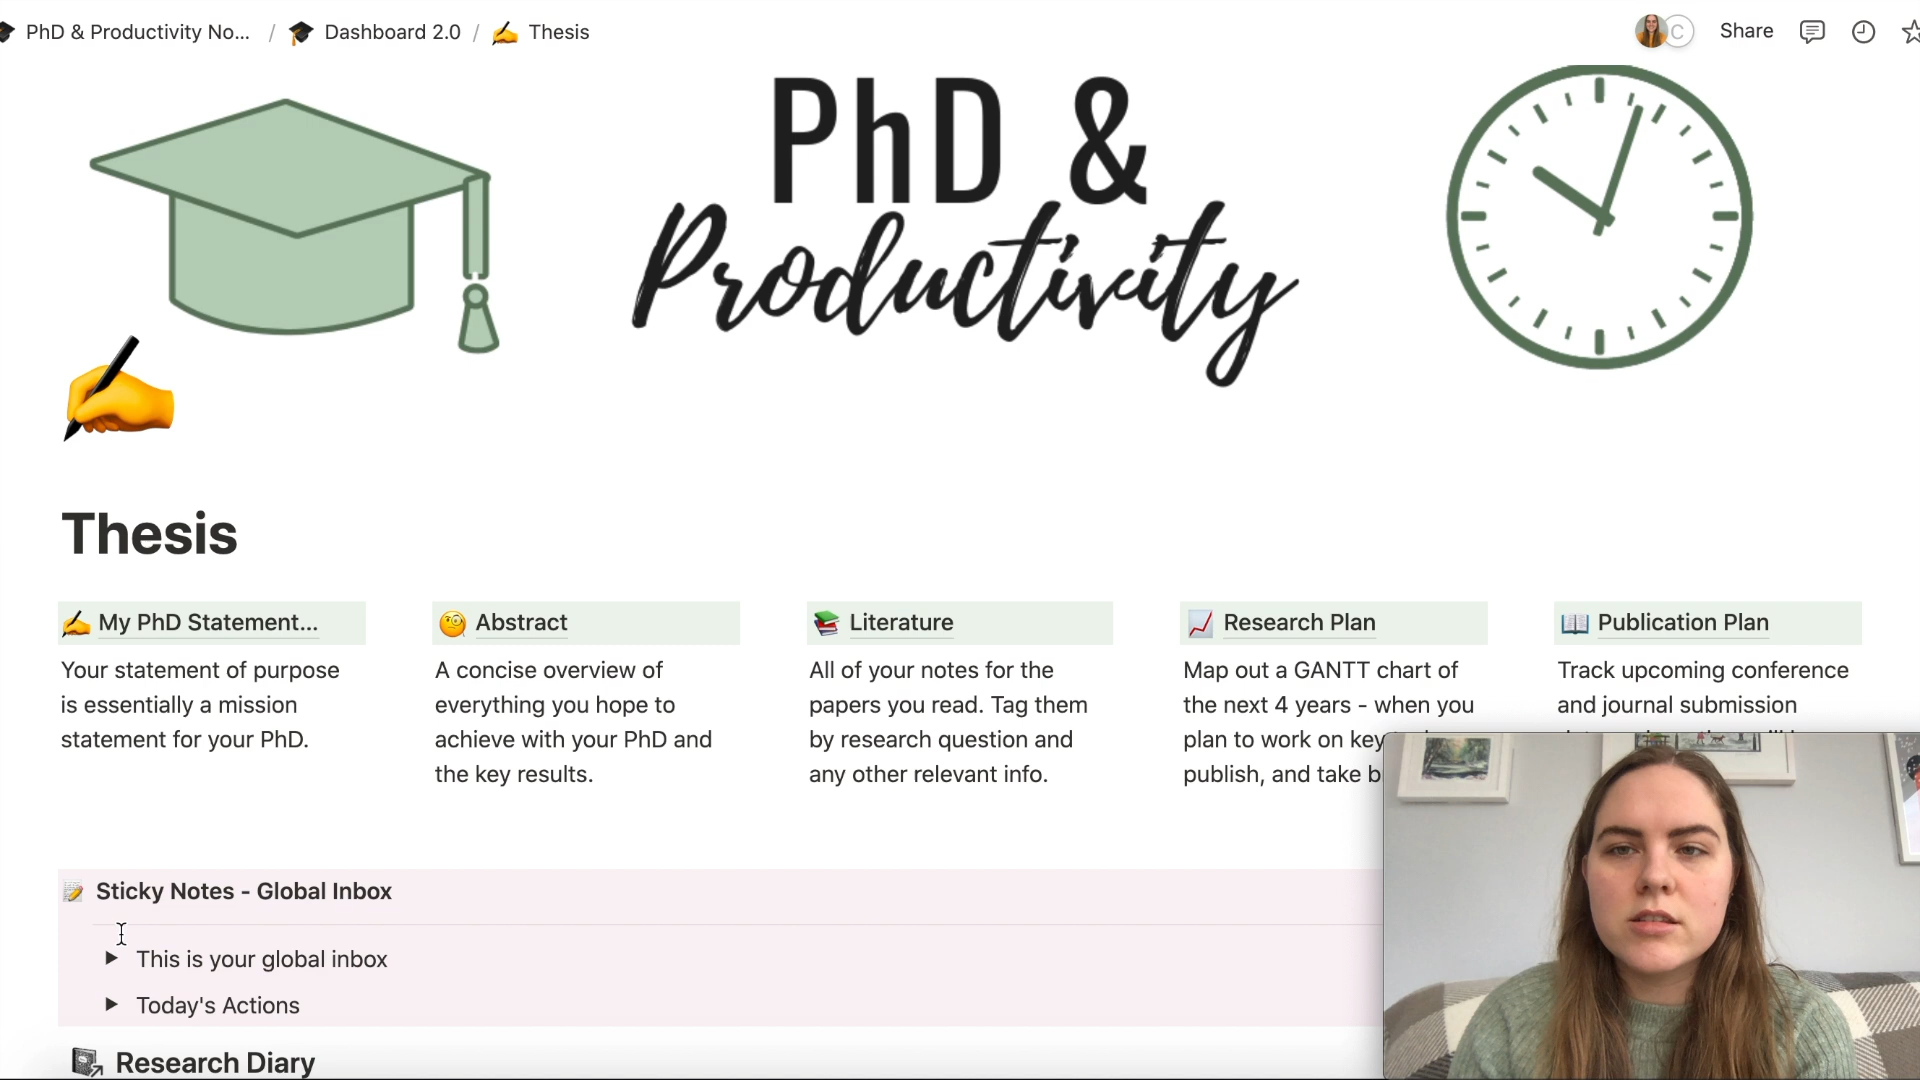 PhD & Productivity No... / Dashboard 2.0 / Thesis
C Share
PhD &
Productivity
Thesis
My PhD Statement...
Your statement of purpose
is essentially a mission
statement for your PhD.
Abstract
A concise overview of
everything you hope to
achieve with your PhD and
the key results.
Literature
All of your notes for the
papers you read. Tag them
by research question and
any other relevant info.
Research Plan
Map out a GANTT chart of
the next 4 years - when you
plan to work on key
publish, and take
Publication Plan
Track upcoming conference
and journal submission
Sticky Notes - Global Inbox
This is your global inbox
Today's Actions
Research Diary